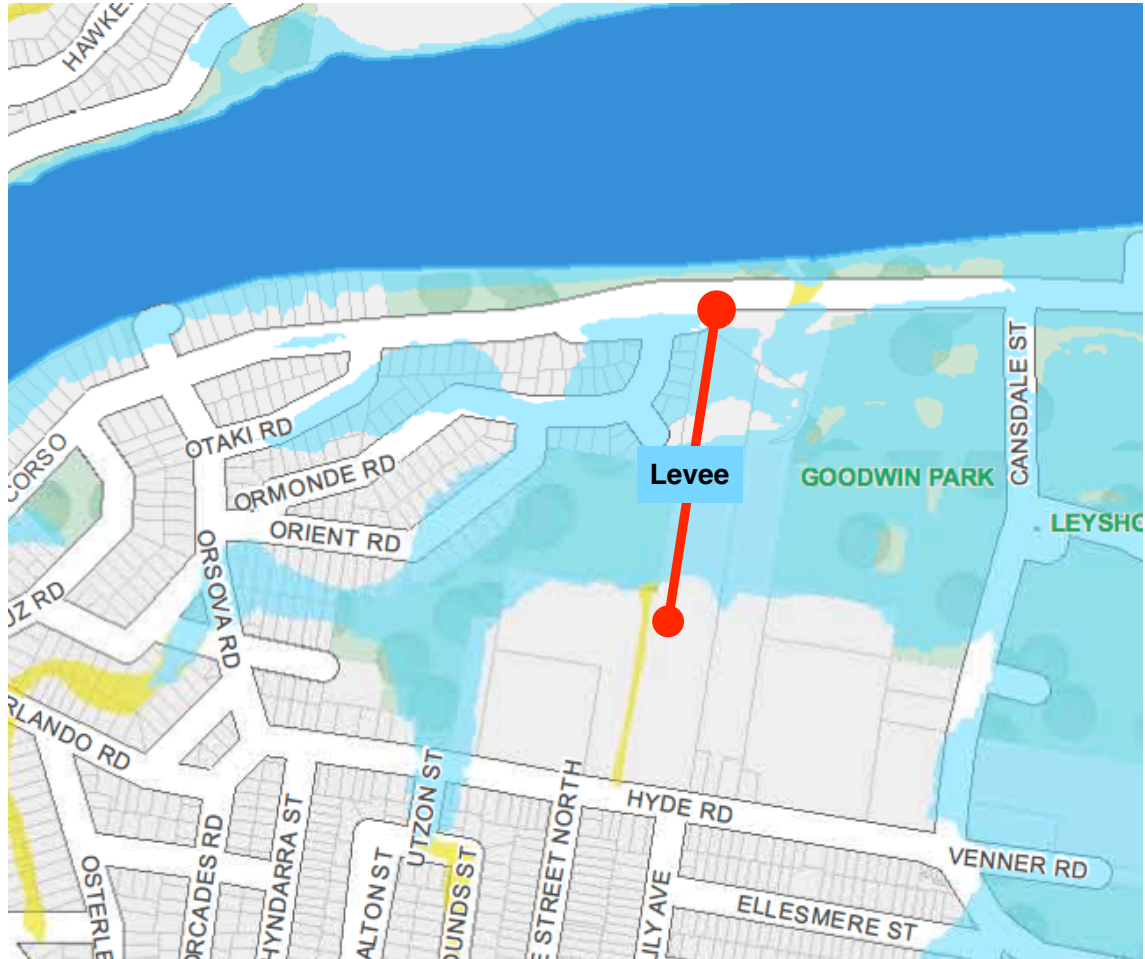 HAWKE
CORSO
OTAKI RD
ORMONDE RD
ORIENT RD
ORSOVA RD
UZ RD
RLANDO RD
Levee
GOODWIN PARK
CANSDALE ST
LEYSHO
UTZON ST
HYDE RD
VENNER RD
ELLESMERE ST
OSTERLE
ORCADES RD
HYNDARRA ST
ALTON ST
OUNDS ST
E STREET NORTH
ILY AVE